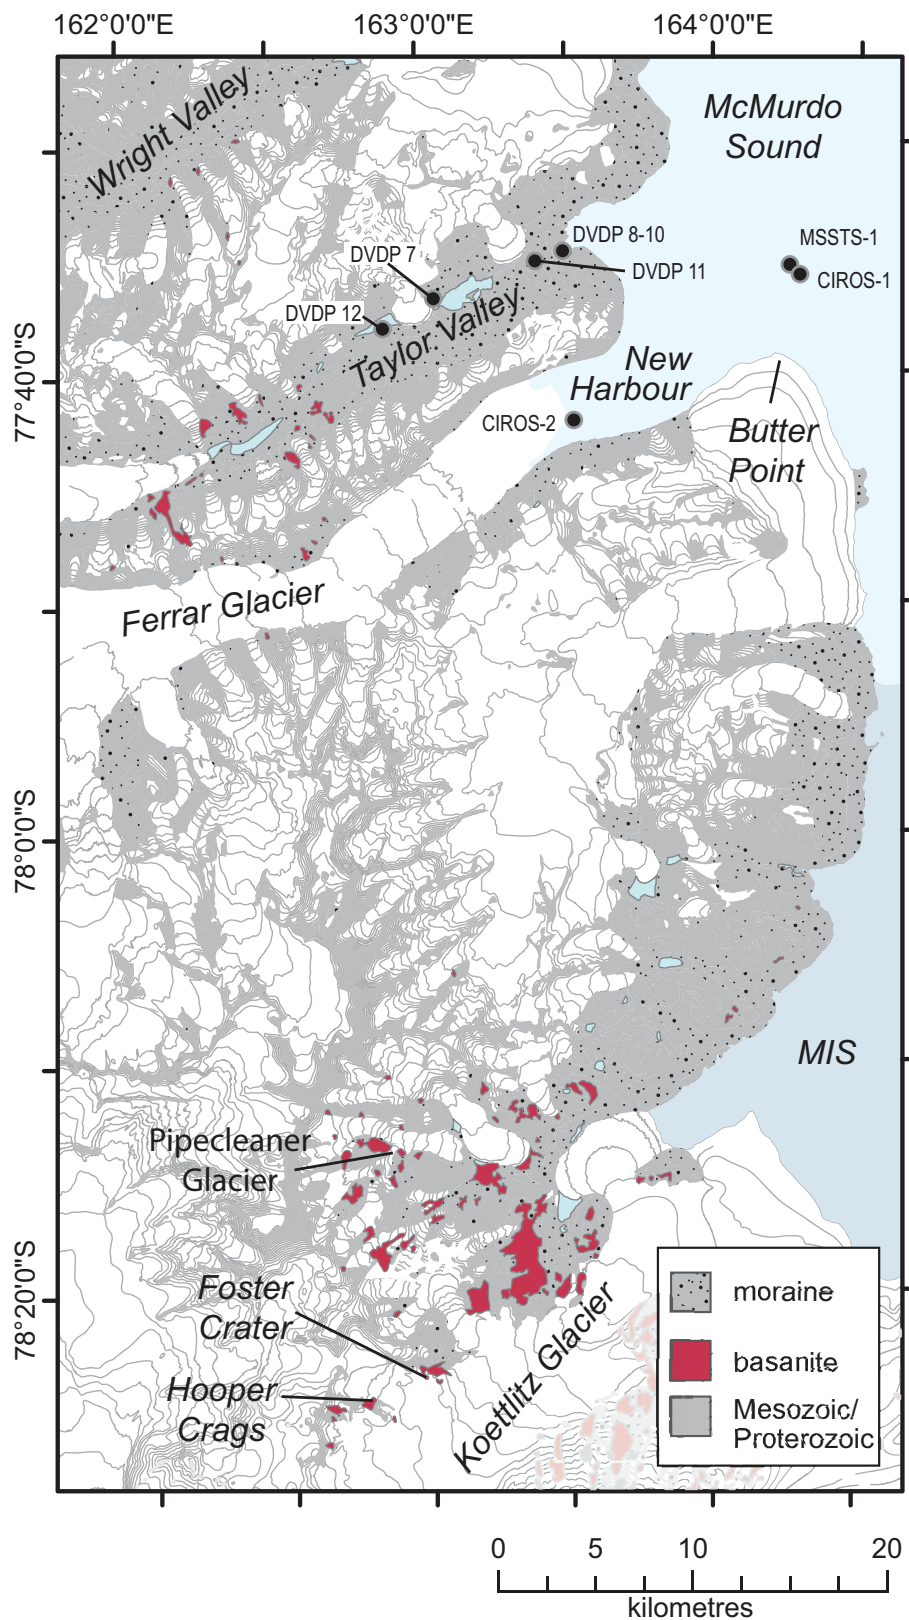 162°0'0"E
163°0'0"E
164°0'0"E
Wright Valley
McMurdo
Sound
DVDP 8-10
MSSTS-1
DVDP 7
DVDP 11
CIROS-1
DVDP 12
Taylor Valley
77°40'0"S
New
Harbour
CIROS-2
Butter
Point
Ferrar Glacier
78°0'0"S
MIS
Pipecleaner
Glacier
78°20'0"S
Foster
Crater
Koettlitz Glacier
Hooper
Crags
moraine
basanite
Mesozoic/
Proterozoic
0
5
10
20
kilometres